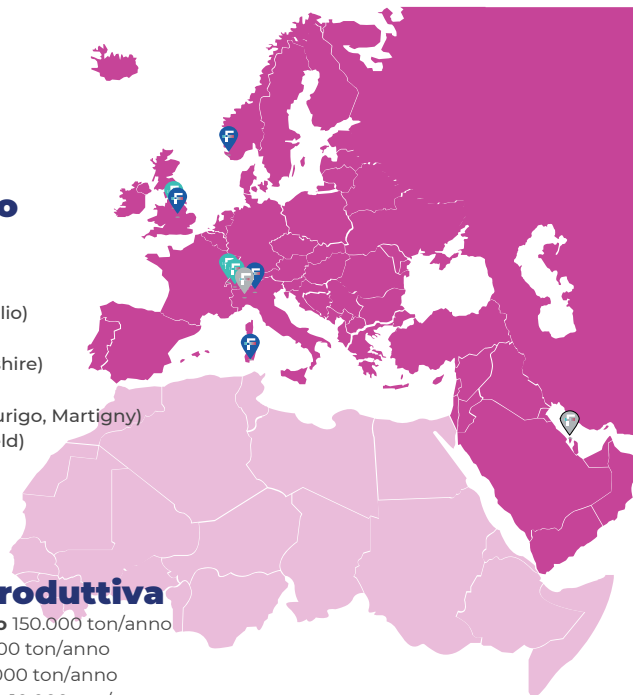 o
lio)
hire)
urigo, Martigny)
ld)
roduttiva
o 150.000 ton/anno
00 ton/anno
000 ton/anno